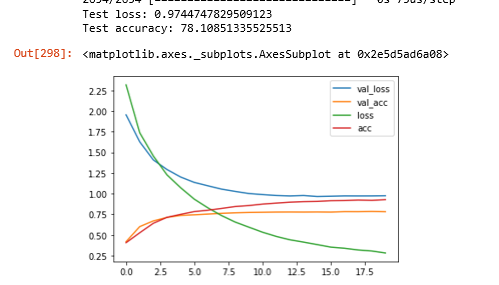 Test loss: 0.9744747829509123
Test accuracy: 78.10851335525513
Out[298]: <matplotlib.axes._subplots.AxesSubplot at 0x2e5d5ad6a08>
val_loss
val_acc
loss
acc
2.25
2.00
1.75
1.50
1.25
1.00
0.75
0.50
0.25
0.0 2.5 5.0 7.5 10.0 12.5 15.0 17.5